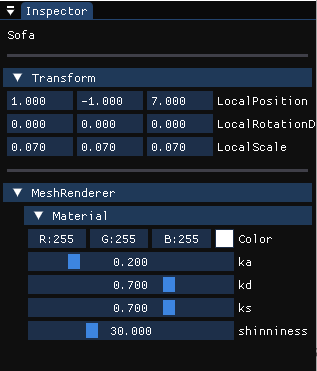 Inspector
Sofa
Transform
1.000 -1.000 7.000 LocalPosition
0.000 0.000 0.000 LocalRotationD
0.070 0.070 0.070 LocalScale
MeshRenderer
Material
R:255 G:255 B:255 Color
0.200 ka
0.700 kd
0.700 ks
30.000 shinniness